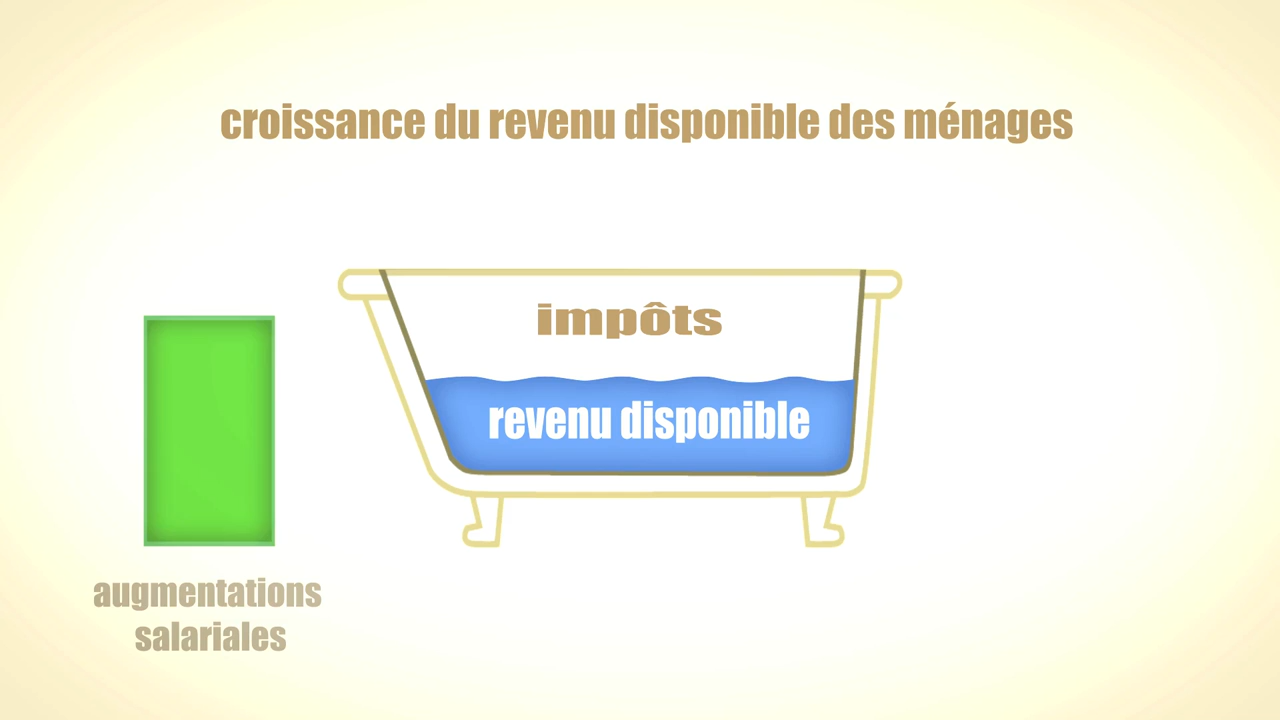 croissance du revenu disponible des ménages
impôts
revenu disponible
augmentations
salariales